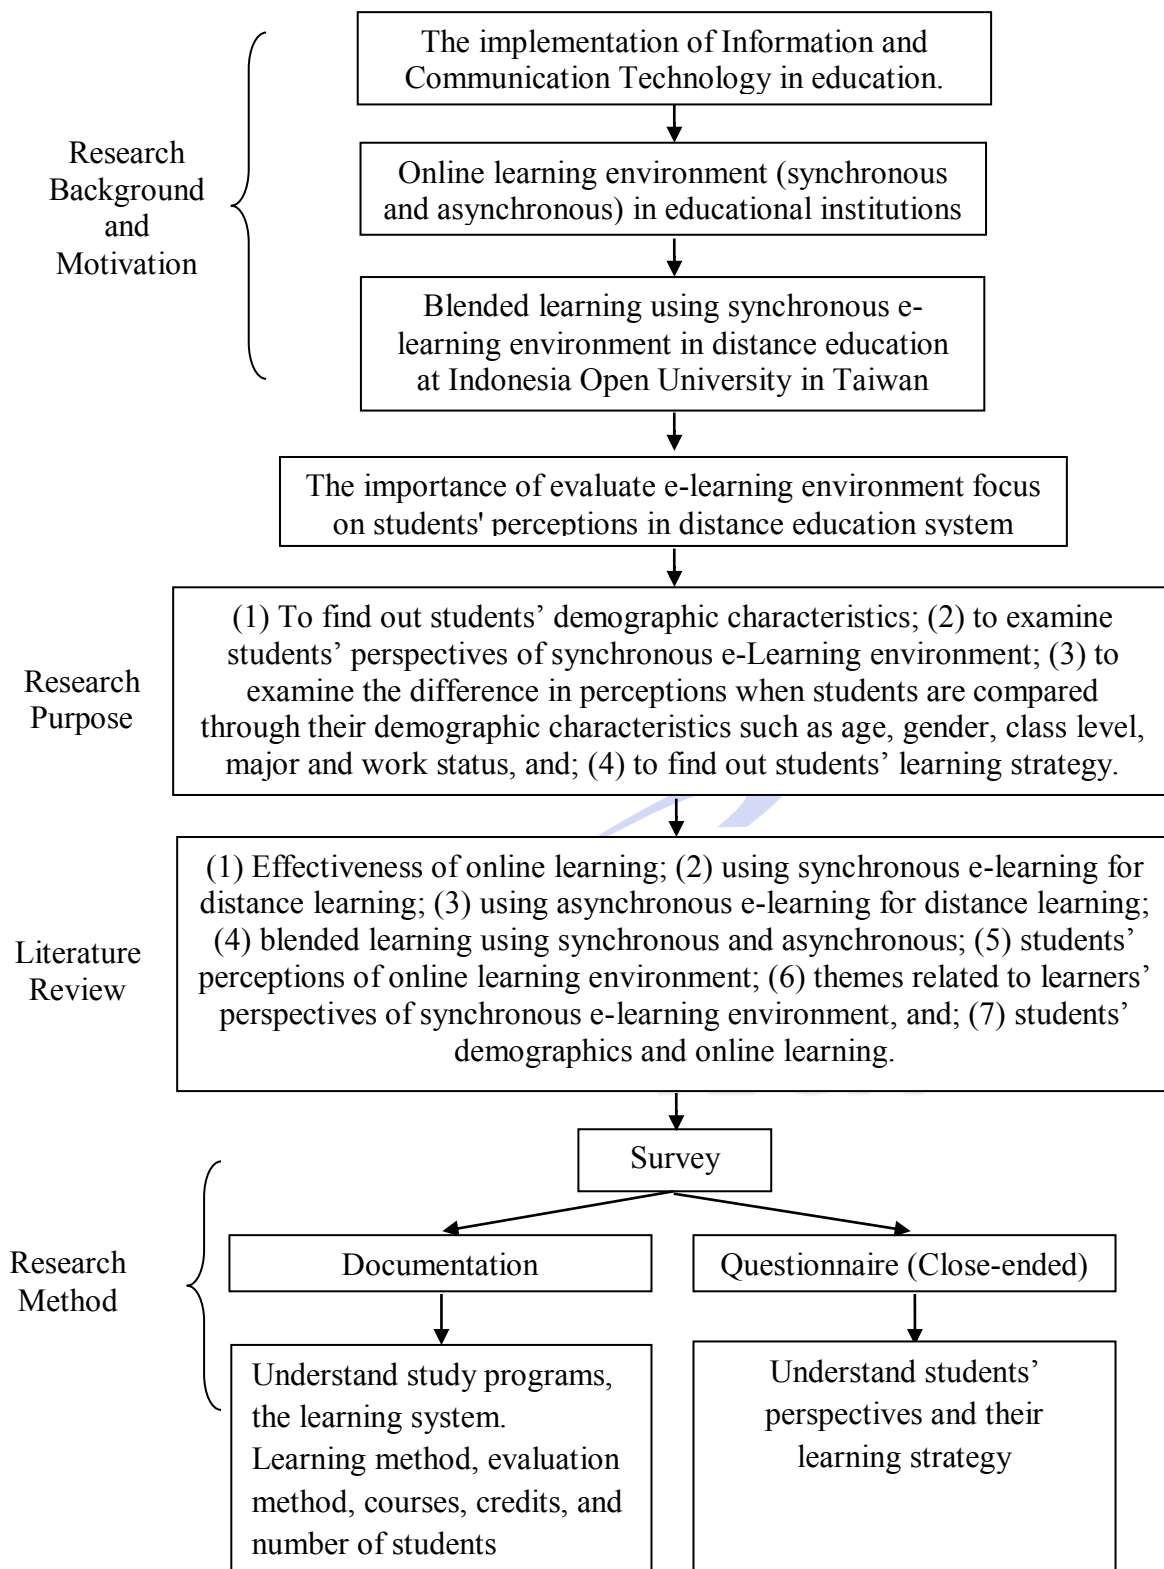 The implementation of Information and
Communication Technology in education.
Research
Background
and
Motivation
Online learning environment (synchronous
and asynchronous) in educational institutions
Blended learning using synchronous e-
learning environment in distance education
at Indonesia Open University in Taiwan
The importance of evaluate e-learning environment focus
on students' perceptions in distance education system
Research
Purpose
(1) To find out students’ demographic characteristics; (2) to examine
students’ perspectives of synchronous e-Learning environment; (3) to
examine the difference in perceptions when students are compared
through their demographic characteristics such as age, gender, class level,
major and work status, and; (4) to find out students’ learning strategy.
Literature
Review
(1) Effectiveness of online learning; (2) using synchronous e-learning for
distance learning; (3) using asynchronous e-learning for distance learning;
(4) blended learning using synchronous and asynchronous; (5) students’
perceptions of online learning environment; (6) themes related to learners’
perspectives of synchronous e-learning environment, and; (7) students’
demographics and online learning.
Research
Method
Survey
Documentation
Questionnaire (Close-ended)
Understand study programs,
the learning system.
Learning method, evaluation
method, courses, credits, and
number of students
Understand students’
perspectives and their
learning strategy